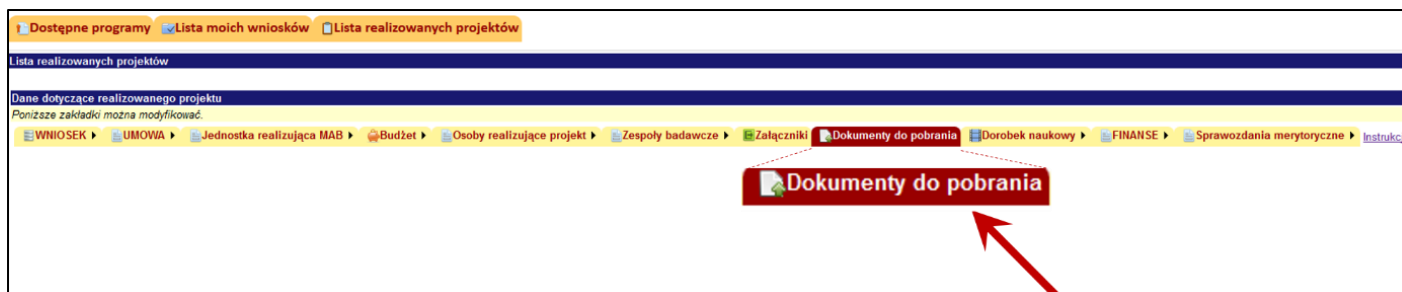 Dostępne programy Lista moich wniosków Lista realizowanych projektów
Lista realizowanych projektów
Dane dotyczące realizowanego projektu
Poniższe zakładki można modyfikować.
WNIOSEK UMOWA Jednostka realizująca MAB Budżet Osoby realizujące projekt Zespoły badawcze Załączniki Dokumenty do pobrania Dorobek naukowy FINANSE Sprawozdania merytoryczne
Dokumenty do pobrania